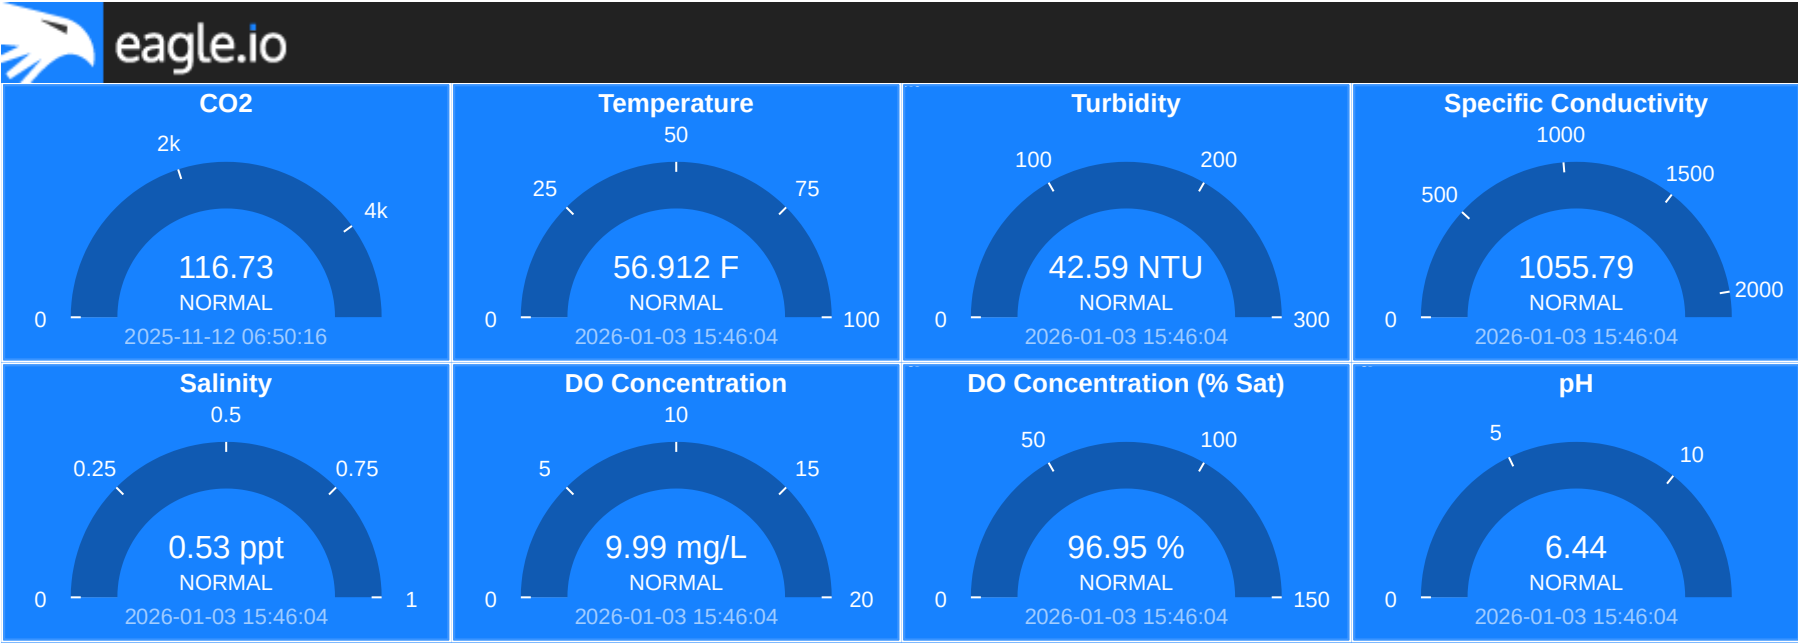 eagle.io
CO2
2k
4k
116.73
NORMAL
0
2025-11-12 06:50:16
Temperature
50
25
75
56.912 F
NORMAL
0
100
2026-01-03 15:46:04
Turbidity
100
200
42.59 NTU
NORMAL
0
300
2026-01-03 15:46:04
Specific Conductivity
1000
1500
500
1055.79
2000
NORMAL
0
2026-01-03 15:46:04
Salinity
0.5
0.25
0.75
0.53 ppt
NORMAL
0
1
2026-01-03 15:46:04
DO Concentration
10
5
15
9.99 mg/L
NORMAL
0
20
2026-01-03 15:46:04
DO Concentration (% Sat)
50
100
96.95 %
NORMAL
0
150
2026-01-03 15:46:04
pH
5
10
6.44
NORMAL
0
2026-01-03 15:46:04